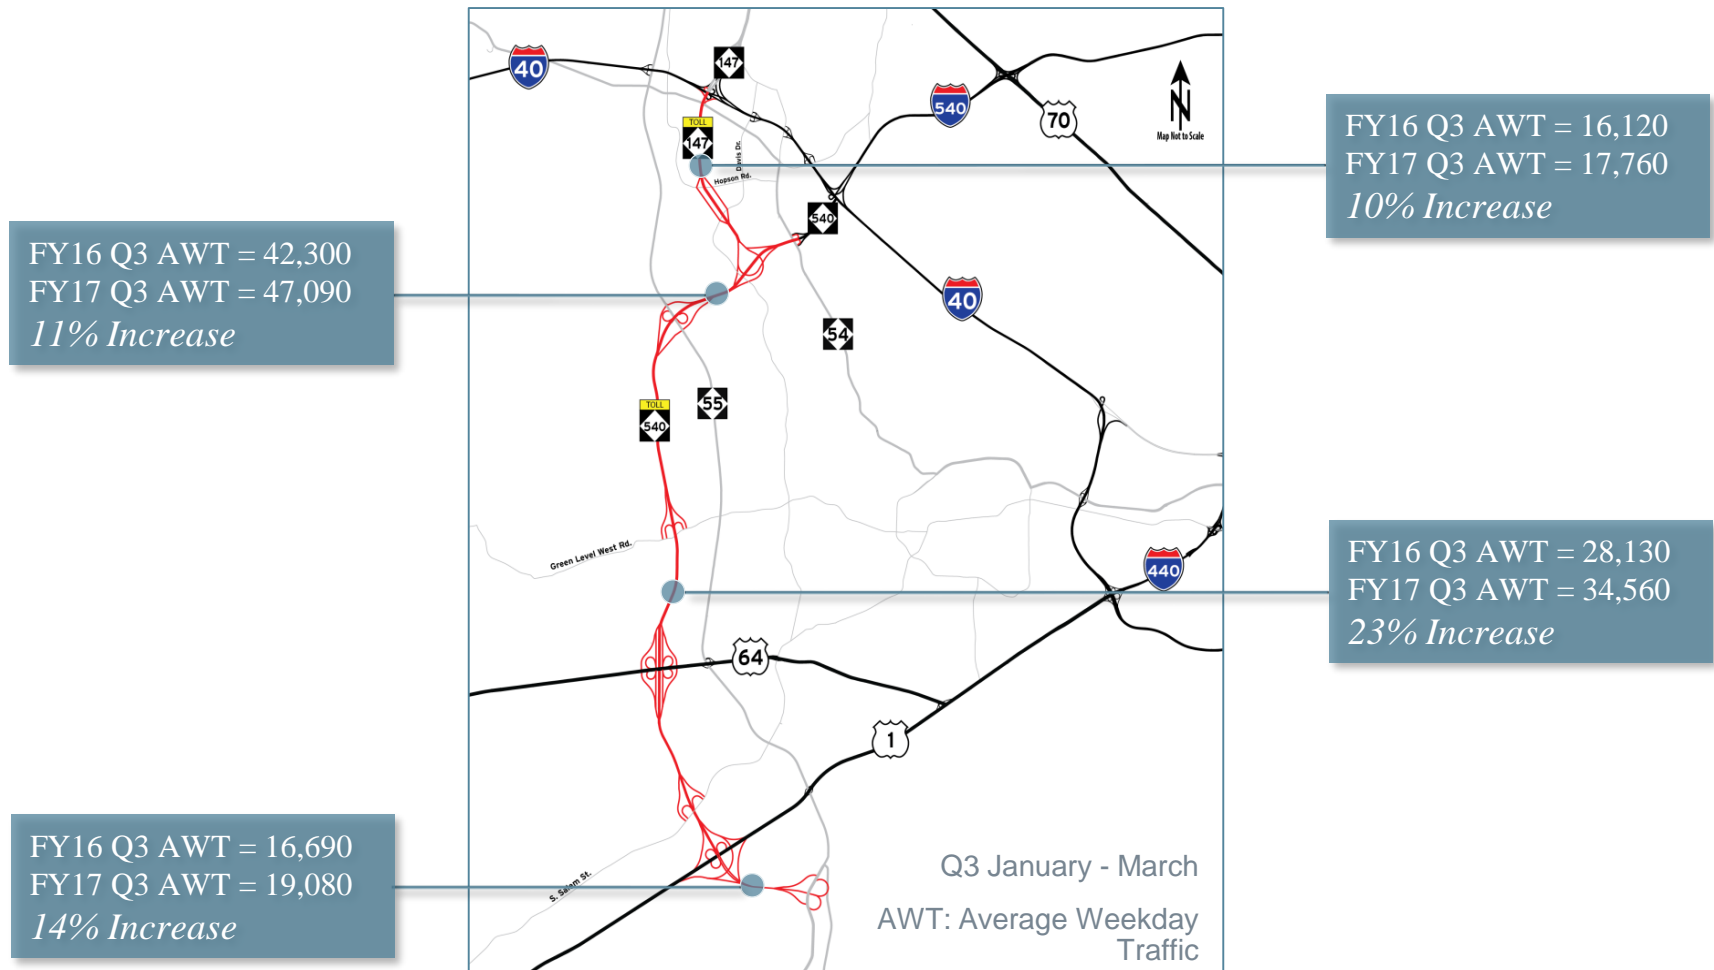 147
40
540
70
N
Map Not to Scale
TOLL
147
Davis Dr.
Hopson Rd.
FY16 Q3 AWT = 16,120
FY17 Q3 AWT = 17,760
10% Increase
540
FY16 Q3 AWT = 42,300
FY17 Q3 AWT = 47,090
11% Increase
40
54
55
TOLL
540
Green Level West Rd.
440
FY16 Q3 AWT = 28,130
FY17 Q3 AWT = 34,560
23% Increase
64
1
FY16 Q3 AWT = 16,690
FY17 Q3 AWT = 19,080
14% Increase
S. Salem St.
Q3 January - March
AWT: Average Weekday
Traffic